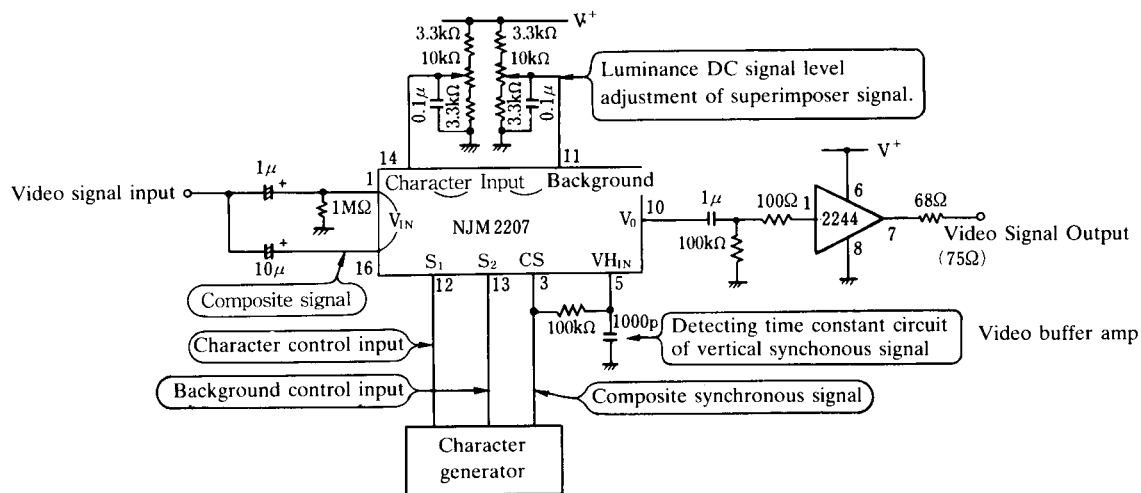 V⁺
3.3kΩ
3.3kΩ
10kΩ
10kΩ
0.1μ
3.3kΩ
3.3kΩ
0.1μ
Luminance DC signal level
adjustment of superimposer signal.
14
11
Video signal input
1μ
+
1
1MΩ
Character Input
Background
V_IN
NJM 2207
V₀
10
1μ
100kΩ
100Ω
1
2244
V⁺
6
8
7
68Ω
Video Signal Output
(75Ω)
10μ
+
16
S₁
S₂
CS
VH_IN
12
13
3
5
Composite signal
100kΩ
1000p
Detecting time constant circuit
of vertical synchonous signal
Video buffer amp
Character control input
Background control input
Composite synchronous signal
Character
generator